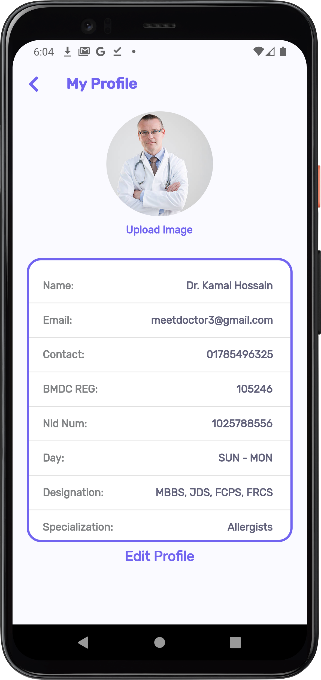 6:04
My Profile
Upload Image
Name: Dr. Kamal Hossain
Email: meetdoctor3@gmail.com
Contact: 01785496325
BMDC REG: 105246
Nid Num: 1025788556
Day: SUN - MON
Designation: MBBS, JDS, FCPS, FRCS
Specialization: Allergists
Edit Profile